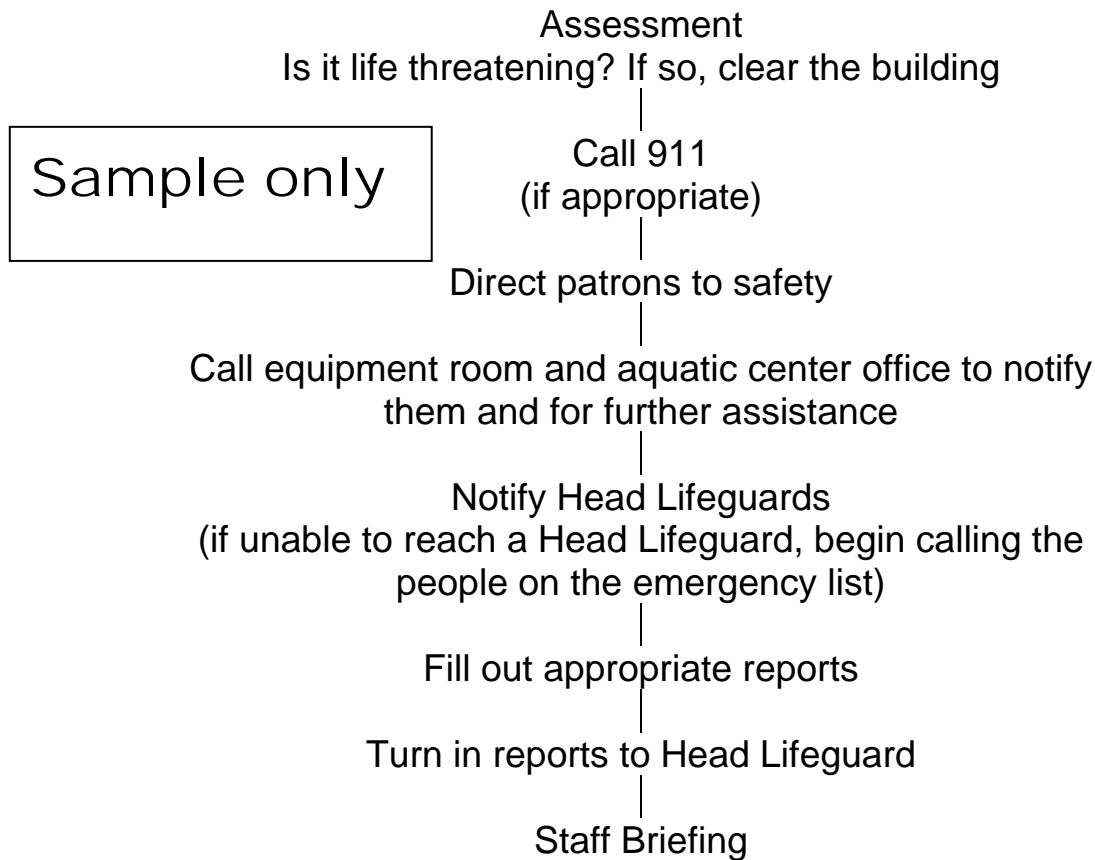 Assessment
Is it life threatening? If so, clear the building
Sample only
Call 911
(if appropriate)
Direct patrons to safety
Call equipment room and aquatic center office to notify
them and for further assistance
Notify Head Lifeguards
(if unable to reach a Head Lifeguard, begin calling the
people on the emergency list)
Fill out appropriate reports
Turn in reports to Head Lifeguard
Staff Briefing